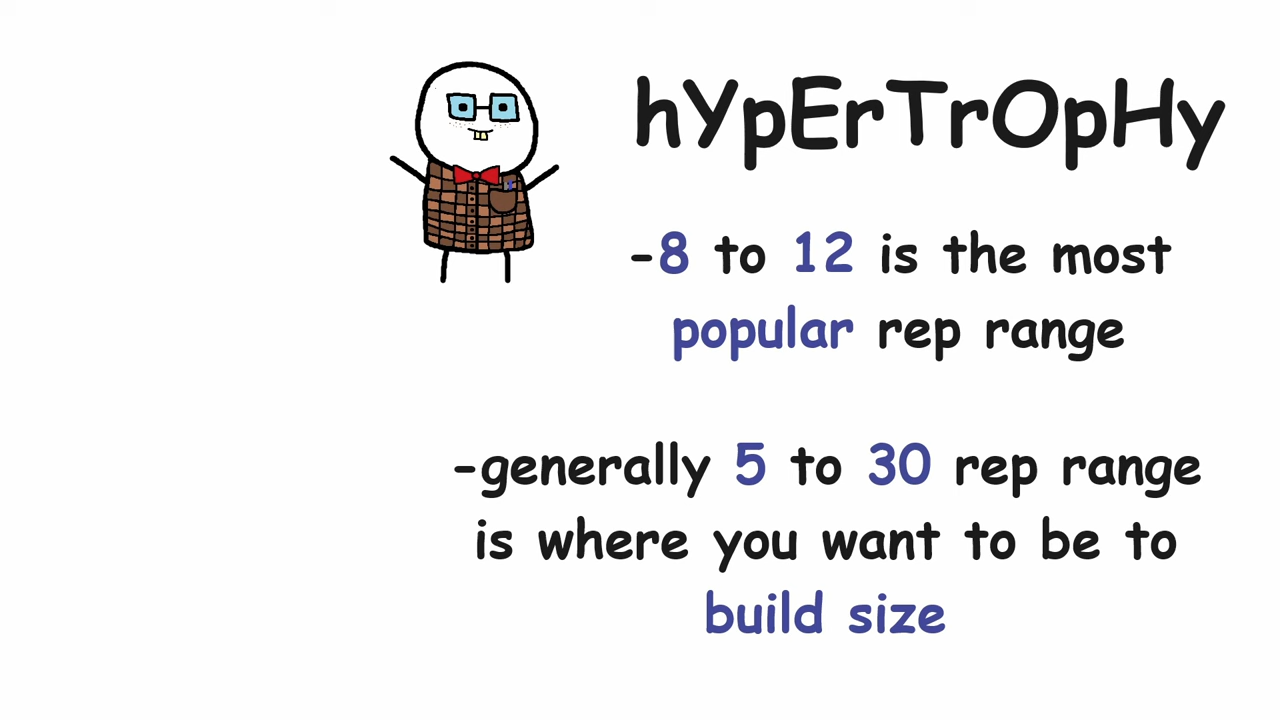 hYpErTrOpHy
-8 to 12 is the most
popular rep range
-generally 5 to 30 rep range
is where you want to be to
build size